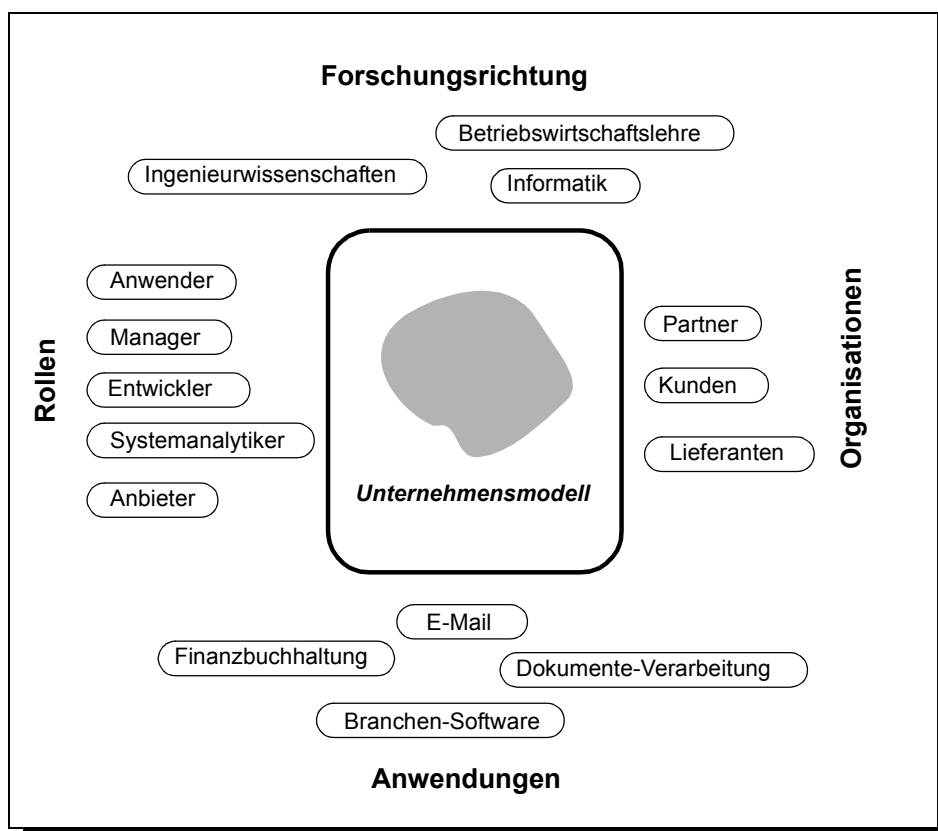 Forschungsrichtung
Betriebswirtschaftslehre
Ingenieurwissenschaften
Informatik
Rollen
Anwender
Manager
Entwickler
Systemanalytiker
Anbieter
Unternehmensmodell
Partner
Kunden
Lieferanten
Organisationen
E-Mail
Finanzbuchhaltung
Dokumente-Verarbeitung
Branchen-Software
Anwendungen